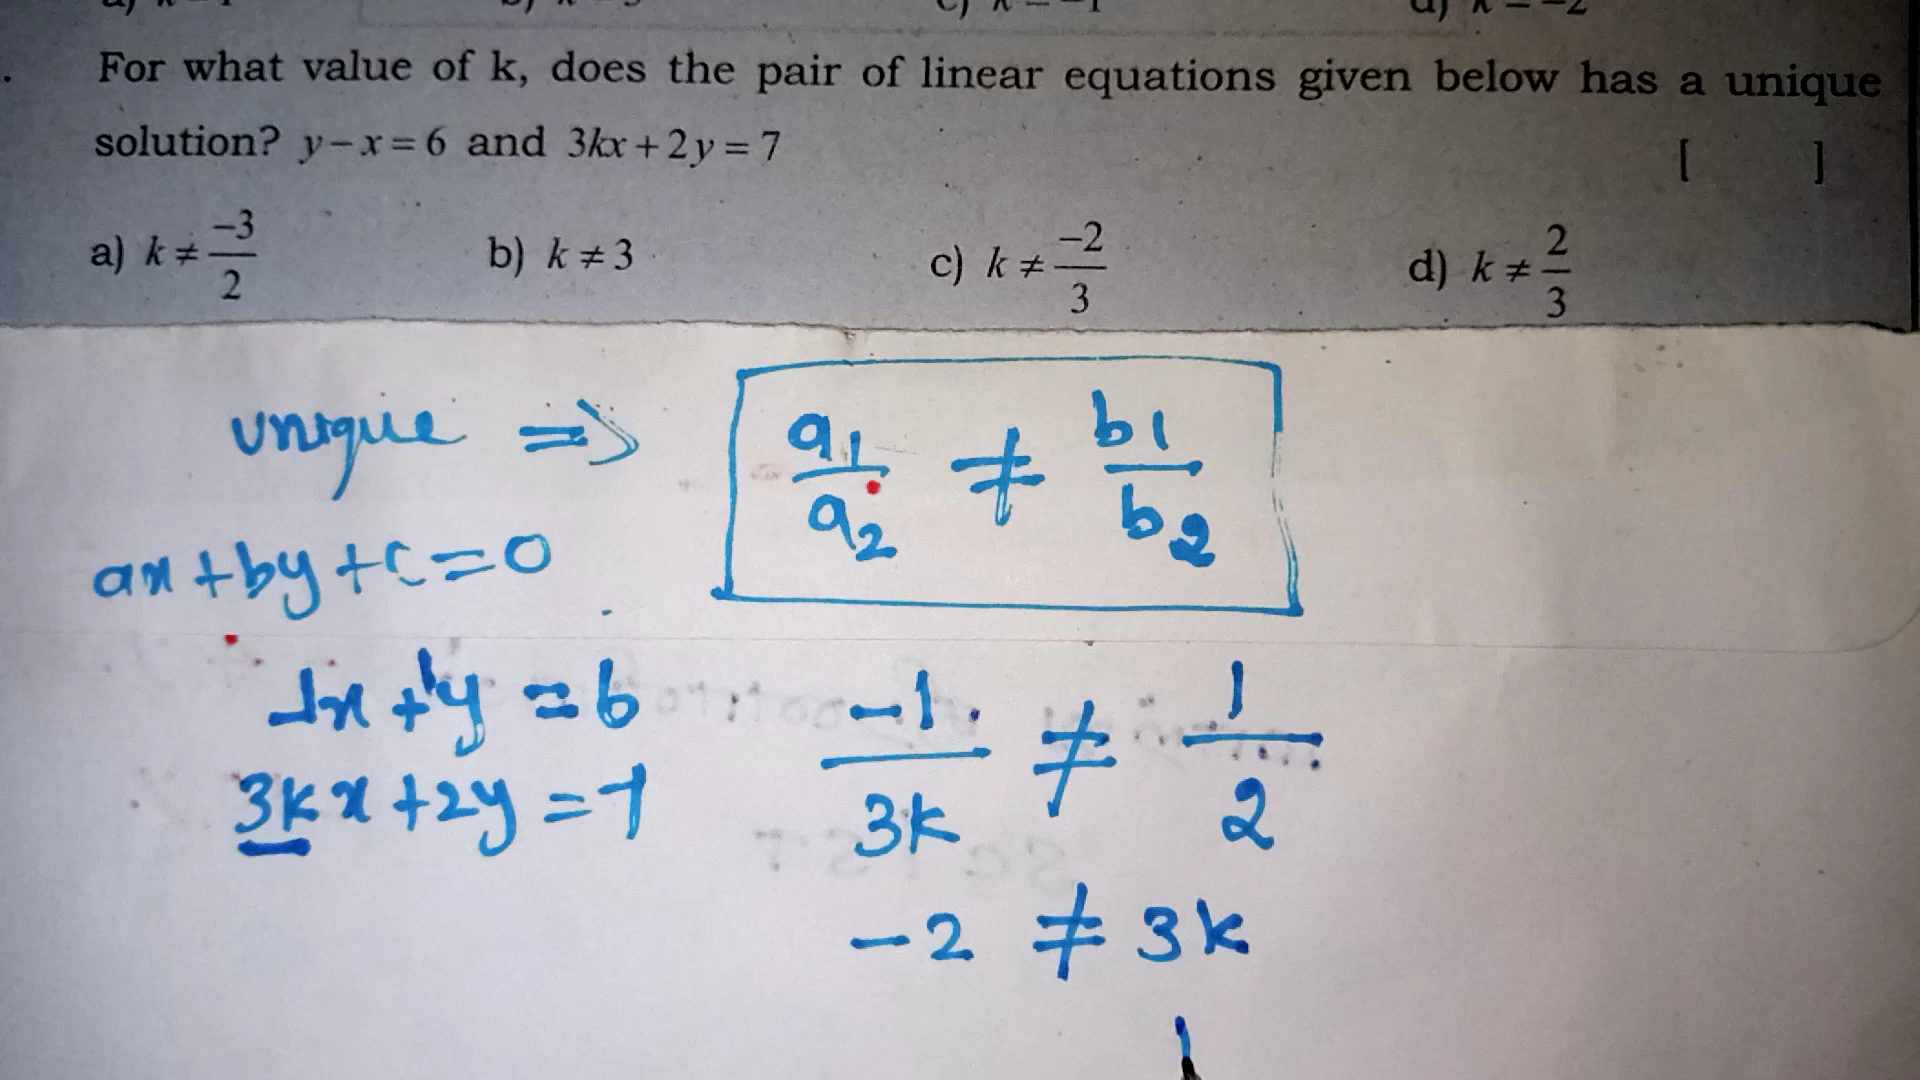 For what value of k, does the pair of linear equations given below has a unique
solution? y-x=6 and 3kx+2y=7 [ ]
a) k≠-3/2 b) k≠3 c) k≠-2/3 d) k≠2/3
unique ⇒ a1/a2 ≠ b1/b2
ax+by+c=0
-1x+1y=6
3kx+2y=7
-1/3k ≠ 1/2
-2 ≠ 3k